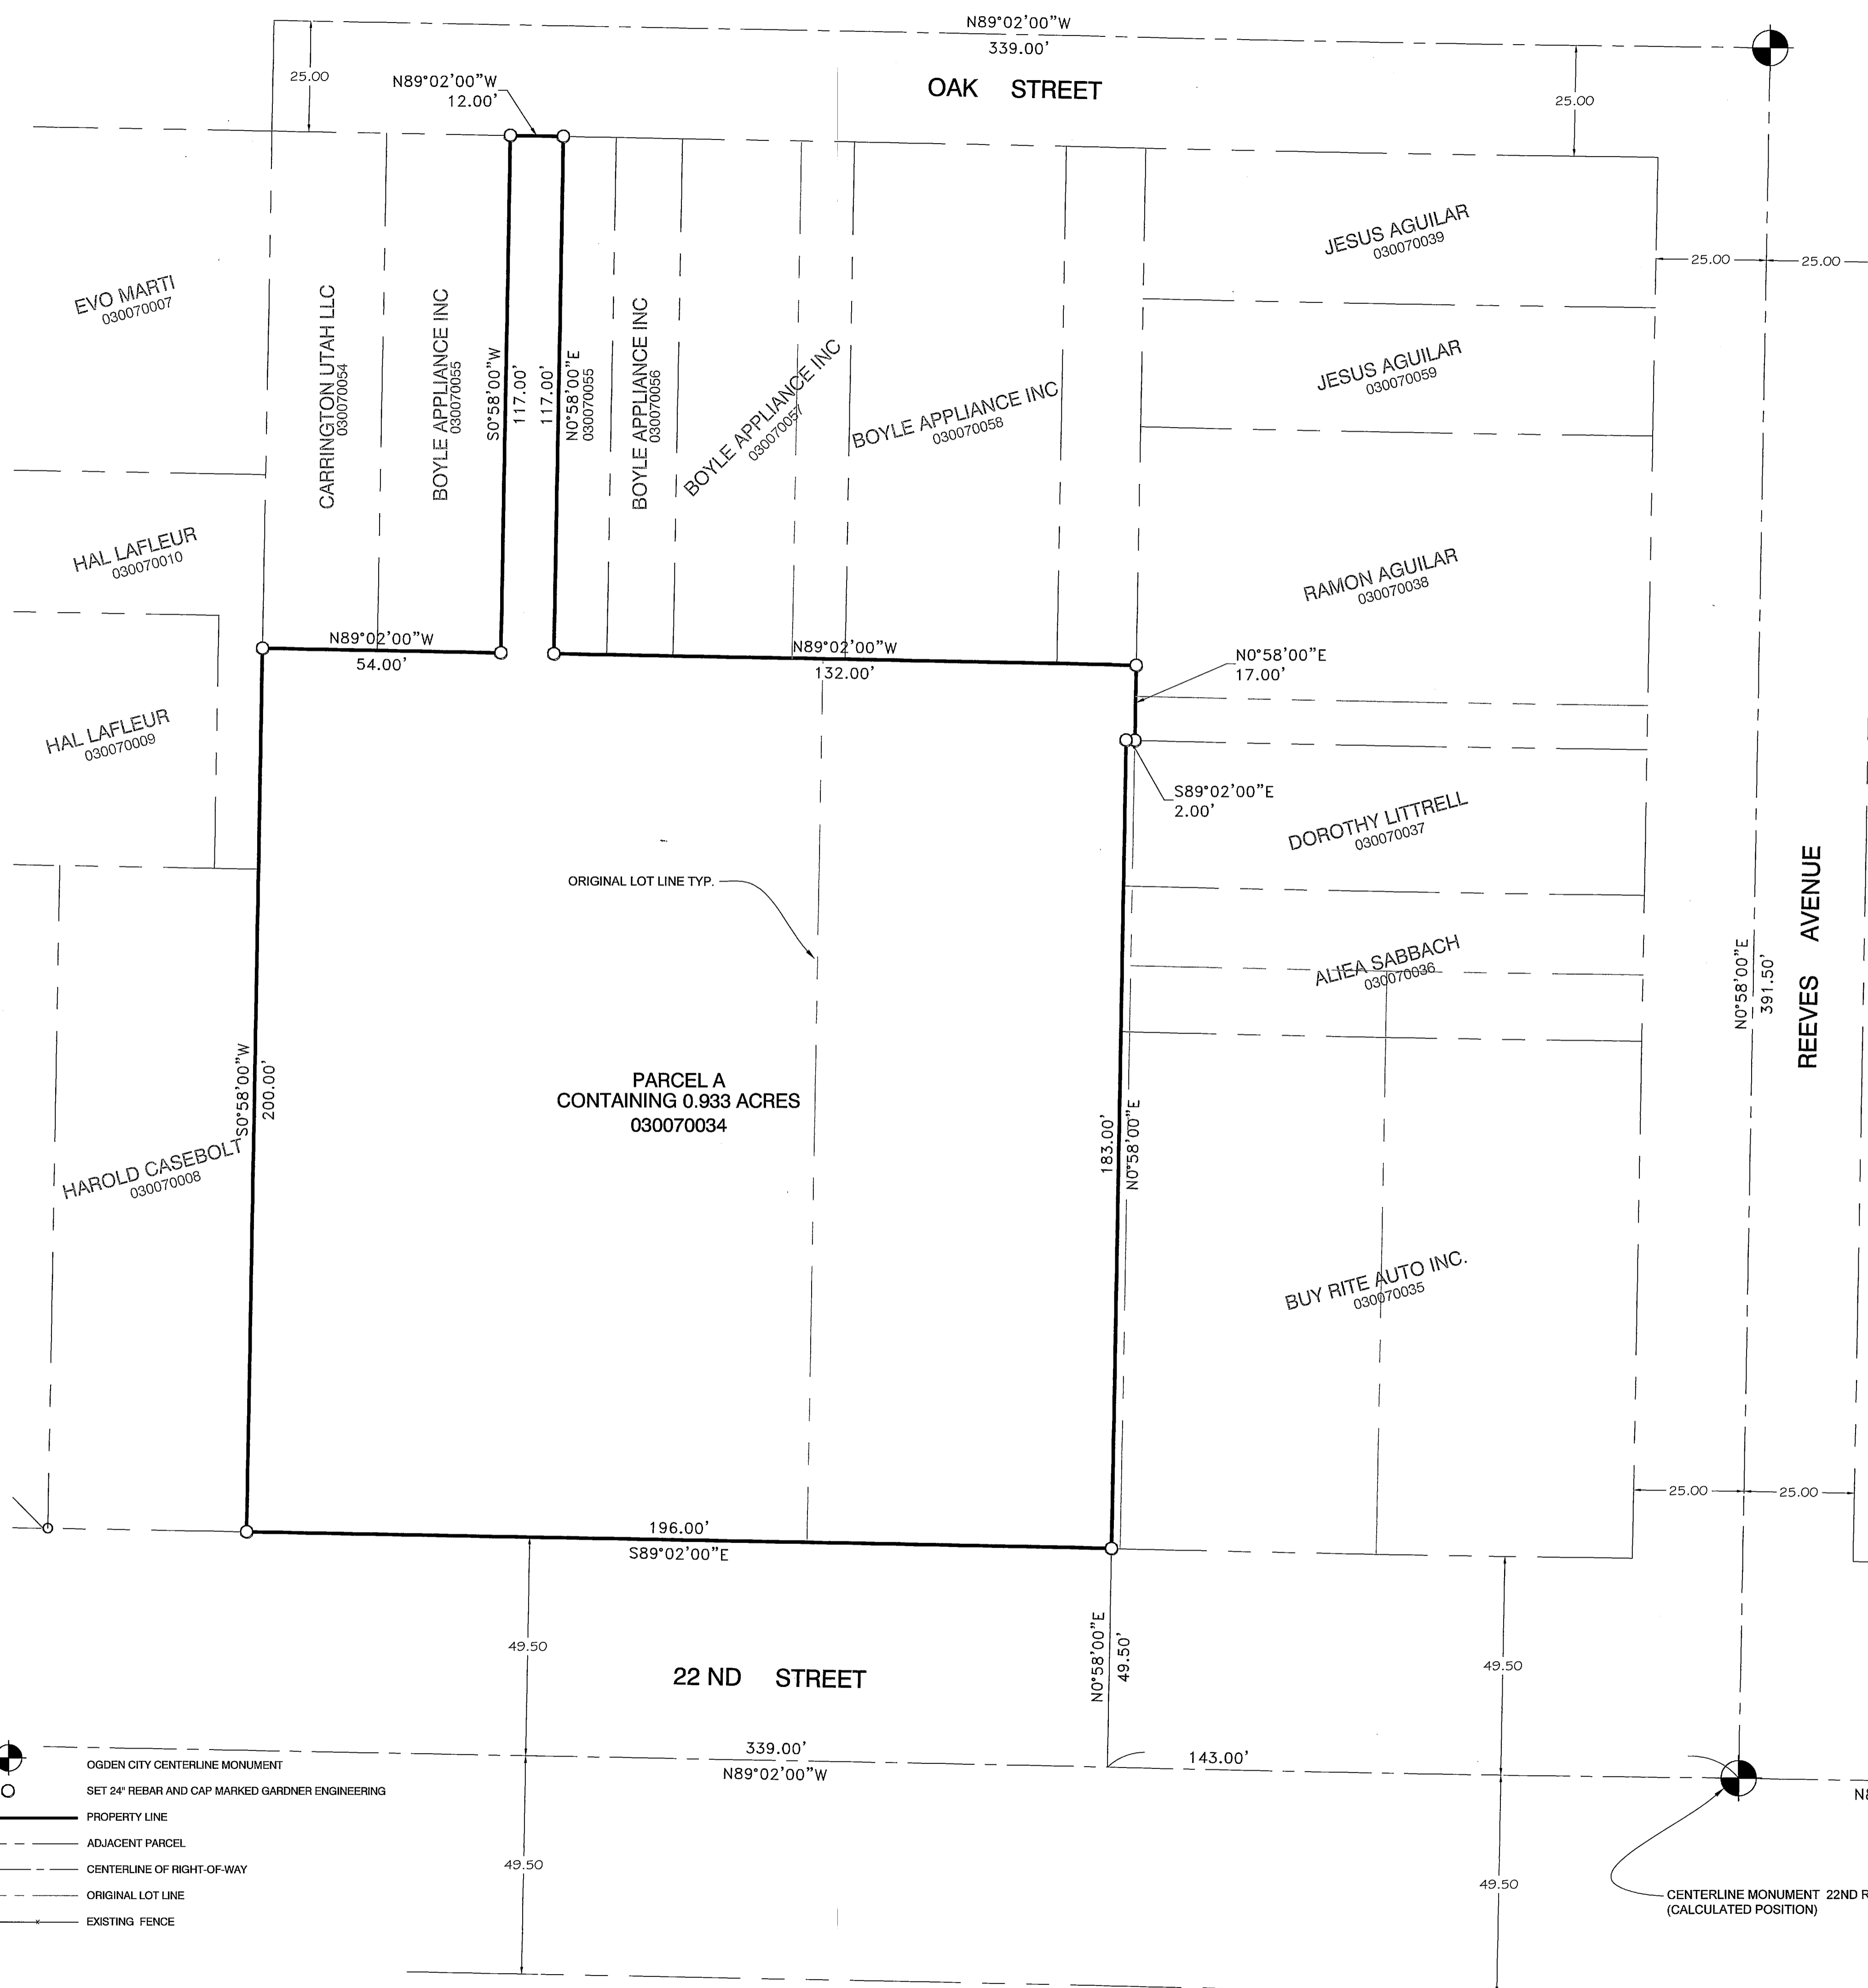 N89°02'00"W
339.00'
25.00
N89°02'00"W
12.00'
OAK STREET
25.00
EVO MARTI
030070007
CARRINGTON UTAH LLC
030070054
BOYLE APPLIANCE INC
030070055
S0°58'00"W
117.00'
117.00'
N0°58'00"E
030070055
BOYLE APPLIANCE INC
030070056
BOYLE APPLIANCE INC
030070057
BOYLE APPLIANCE INC
030070058
JESUS AGUILAR
030070039
25.00
25.00
JESUS AGUILAR
030070059
HAL LAFLEUR
030070010
RAMON AGUILAR
030070038
N89°02'00"W
54.00'
N89°02'00"W
132.00'
N0°58'00"E
17.00'
HAL LAFLEUR
030070009
S89°02'00"E
2.00'
DOROTHY LITTRELL
030070037
ORIGINAL LOT LINE TYP.
ALIEA SABBACH
030070036
N0°58'00"E
391.50'
REEVES AVENUE
S0°58'00"W
200.00'
PARCEL A
CONTAINING 0.933 ACRES
030070034
183.00'
N0°58'00"E
HAROLD CASEBOLT
030070008
BUY RITE AUTO INC.
030070035
25.00
25.00
196.00'
S89°02'00"E
49.50
22 ND STREET
N0°58'00"E
49.50'
49.50
339.00'
N89°02'00"W
143.00'
N8
OGDEN CITY CENTERLINE MONUMENT
SET 24" REBAR AND CAP MARKED GARDNER ENGINEERING
PROPERTY LINE
ADJACENT PARCEL
CENTERLINE OF RIGHT-OF-WAY
ORIGINAL LOT LINE
EXISTING FENCE
49.50
49.50
CENTERLINE MONUMENT 22ND R
(CALCULATED POSITION)